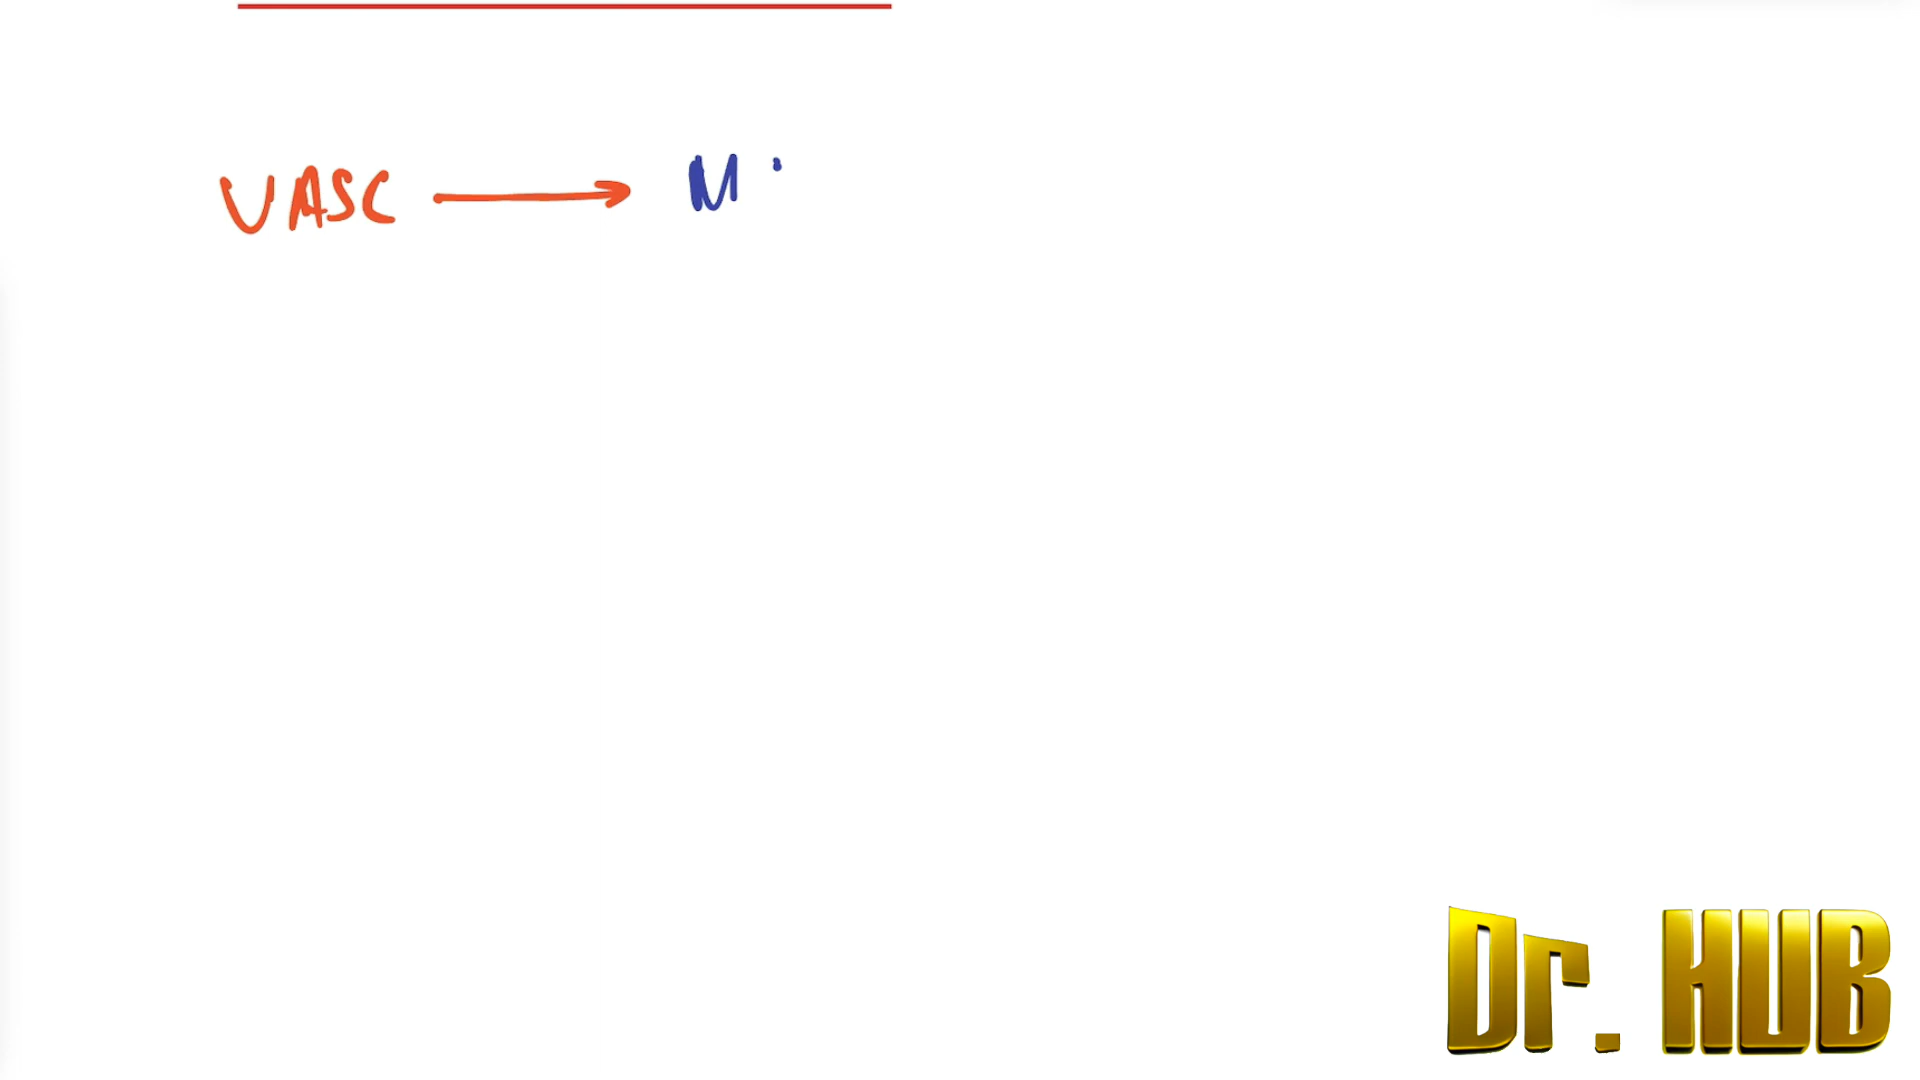 VASC → M
Dr. HUB